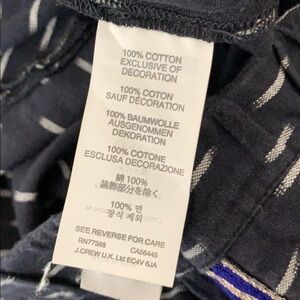 100% COTTON
EXCLUSIVE OF
DECORATION
100% COTON
SAUF DÉCORATION
100% BAUMWOLLE
AUSGENOMMEN
DEKORATION
100% COTONE
ESCLUSA DECORAZIONE
綿 100%
装飾部分を除く
100% 면
장식 제외
SEE REVERSE FOR CARE
RN77388 CA56445
J.CREW U.K. Ltd EC4V 6JA